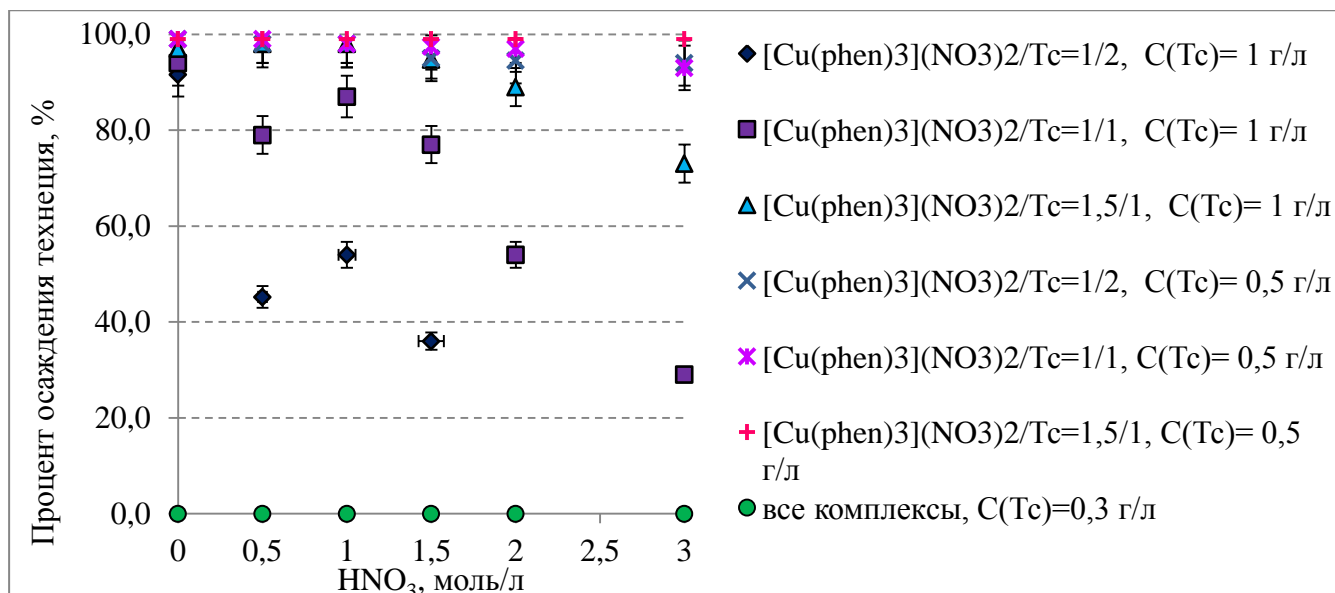 Процент осаждения технеция, %
100,0
80,0
60,0
40,0
20,0
0,0
0 0,5 1 1,5 2 2,5 3
HNO3, моль/л
[Cu(phen)3](NO3)2/Tc=1/2, C(Tc)= 1 г/л
[Cu(phen)3](NO3)2/Tc=1/1, C(Tc)= 1 г/л
[Cu(phen)3](NO3)2/Tc=1,5/1, C(Tc)= 1 г/л
[Cu(phen)3](NO3)2/Tc=1/2, C(Tc)= 0,5 г/л
[Cu(phen)3](NO3)2/Tc=1/1, C(Tc)= 0,5 г/л
[Cu(phen)3](NO3)2/Tc=1,5/1, C(Tc)= 0,5
г/л
все комплексы, C(Tc)=0,3 г/л